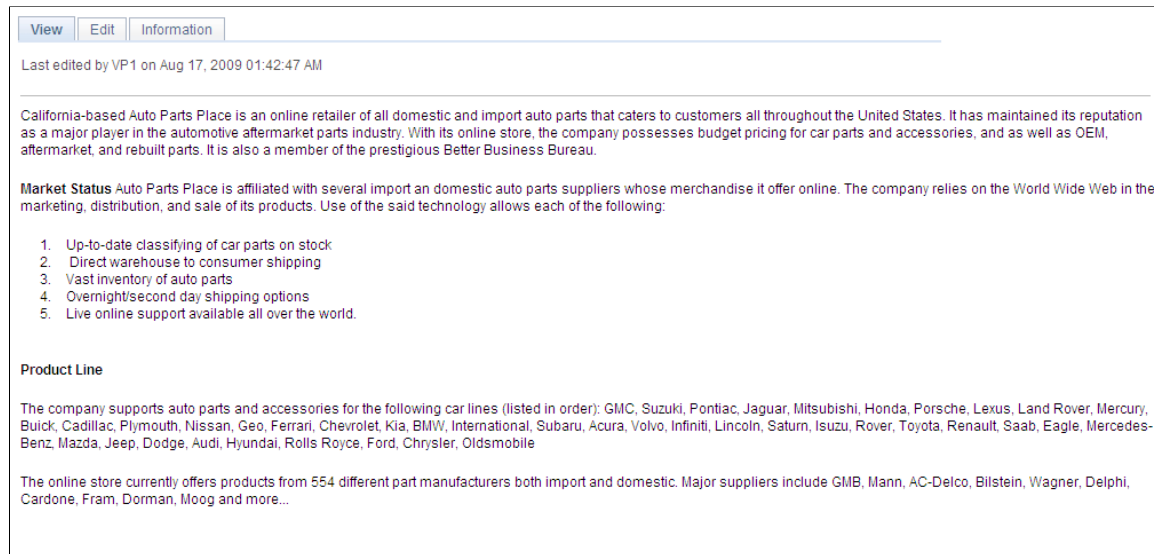 View Edit Information
Last edited by VP1 on Aug 17, 2009 01:42:47 AM
California-based Auto Parts Place is an online retailer of all domestic and import auto parts that caters to customers all throughout the United States. It has maintained its reputation
as a major player in the automotive aftermarket parts industry. With its online store, the company possesses budget pricing for car parts and accessories, and as well as OEM,
aftermarket, and rebuilt parts. It is also a member of the prestigious Better Business Bureau.
Market Status Auto Parts Place is affiliated with several import an domestic auto parts suppliers whose merchandise it offer online. The company relies on the World Wide Web in the
marketing, distribution, and sale of its products. Use of the said technology allows each of the following:
1. Up-to-date classifying of car parts on stock
2. Direct warehouse to consumer shipping
3. Vast inventory of auto parts
4. Overnight/second day shipping options
5. Live online support available all over the world.
Product Line
The company supports auto parts and accessories for the following car lines (listed in order): GMC, Suzuki, Pontiac, Jaguar, Mitsubishi, Honda, Porsche, Lexus, Land Rover, Mercury,
Buick, Cadillac, Plymouth, Nissan, Geo, Ferrari, Chevrolet, Kia, BMW, International, Subaru, Acura, Volvo, Infiniti, Lincoln, Saturn, Isuzu, Rover, Toyota, Renault, Saab, Eagle, Mercedes-
Benz, Mazda, Jeep, Dodge, Audi, Hyundai, Rolls Royce, Ford, Chrysler, Oldsmobile
The online store currently offers products from 554 different part manufacturers both import and domestic. Major suppliers include GMB, Mann, AC-Delco, Bilstein, Wagner, Delphi,
Cardone, Fram, Dorman, Moog and more...